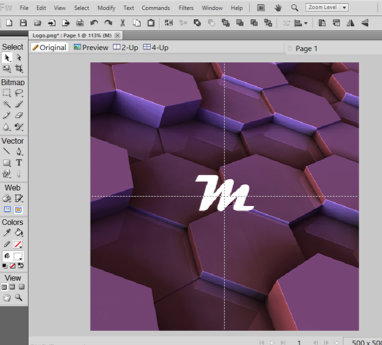 Fw File Edit View Select Modify Text Commands Filters Window Help Zoom Level
Logo.png* : Page 1 @ 113% (M)
Original Preview 2-Up 4-Up Page 1
Select
Bitmap
Vector
T
Web
Colors
View
m
1 500 x 50